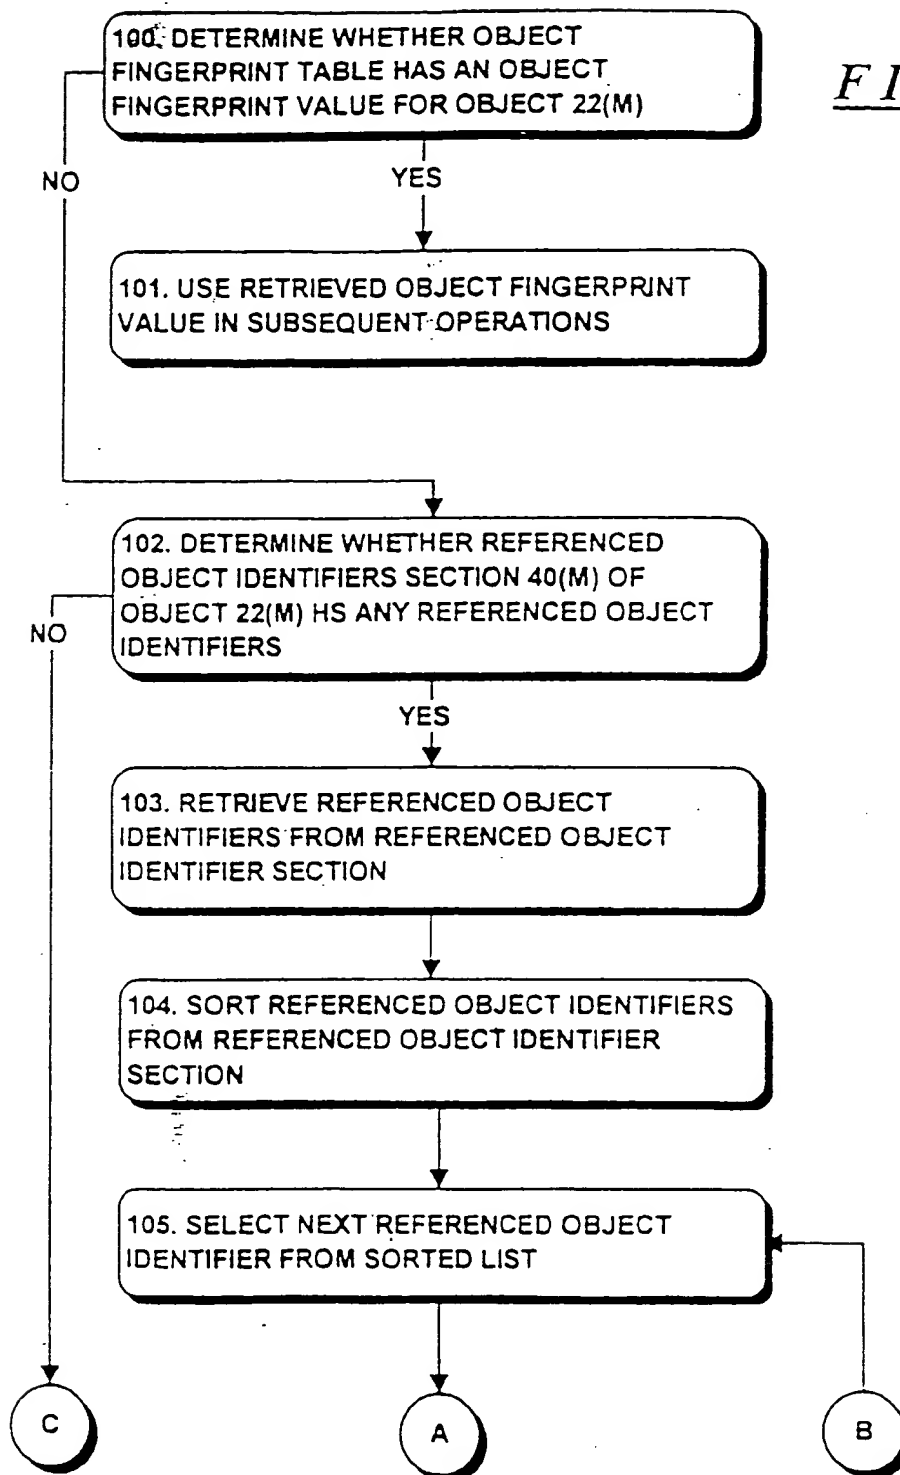 100. DETERMINE WHETHER OBJECT
FINGERPRINT TABLE HAS AN OBJECT
FINGERPRINT VALUE FOR OBJECT 22(M)
FI
NO
YES
101. USE RETRIEVED OBJECT FINGERPRINT
VALUE IN SUBSEQUENT OPERATIONS
102. DETERMINE WHETHER REFERENCED
OBJECT IDENTIFIERS SECTION 40(M) OF
OBJECT 22(M) HS ANY REFERENCED OBJECT
IDENTIFIERS
NO
YES
103. RETRIEVE REFERENCED OBJECT
IDENTIFIERS FROM REFERENCED OBJECT
IDENTIFIER SECTION
104. SORT REFERENCED OBJECT IDENTIFIERS
FROM REFERENCED OBJECT IDENTIFIER
SECTION
105. SELECT NEXT REFERENCED OBJECT
IDENTIFIER FROM SORTED LIST
C
A
B